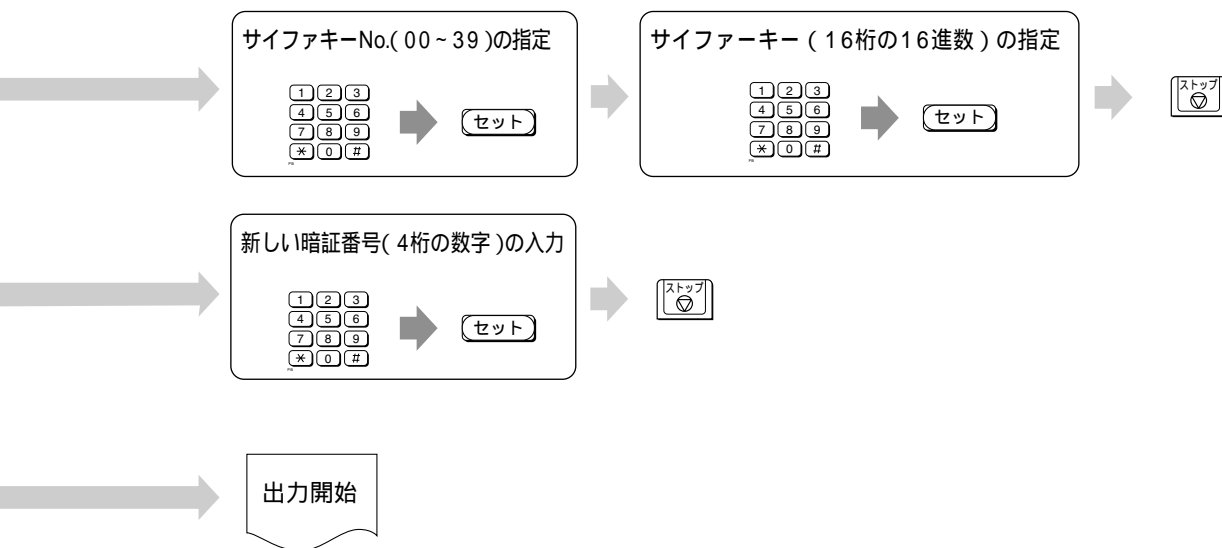 サイファキーNo.(00~39)の指定
1 2 3
4 5 6
7 8 9
* 0 #
セット
サイファーキー(16桁の16進数)の指定
1 2 3
4 5 6
7 8 9
* 0 #
セット
ストップ
新しい暗証番号(4桁の数字)の入力
1 2 3
4 5 6
7 8 9
* 0 #
セット
ストップ
出力開始